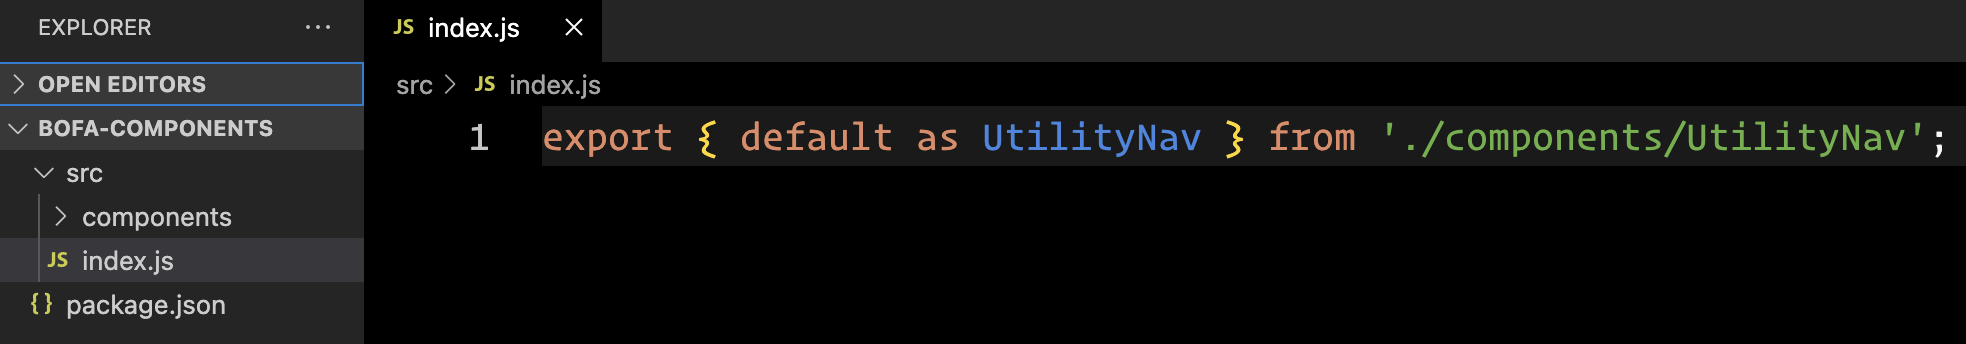 EXPLORER ...
OPEN EDITORS
BOFA-COMPONENTS
src
components
JS index.js
{} package.json
JS index.js ×
src > JS index.js
1 export { default as UtilityNav } from './components/UtilityNav';